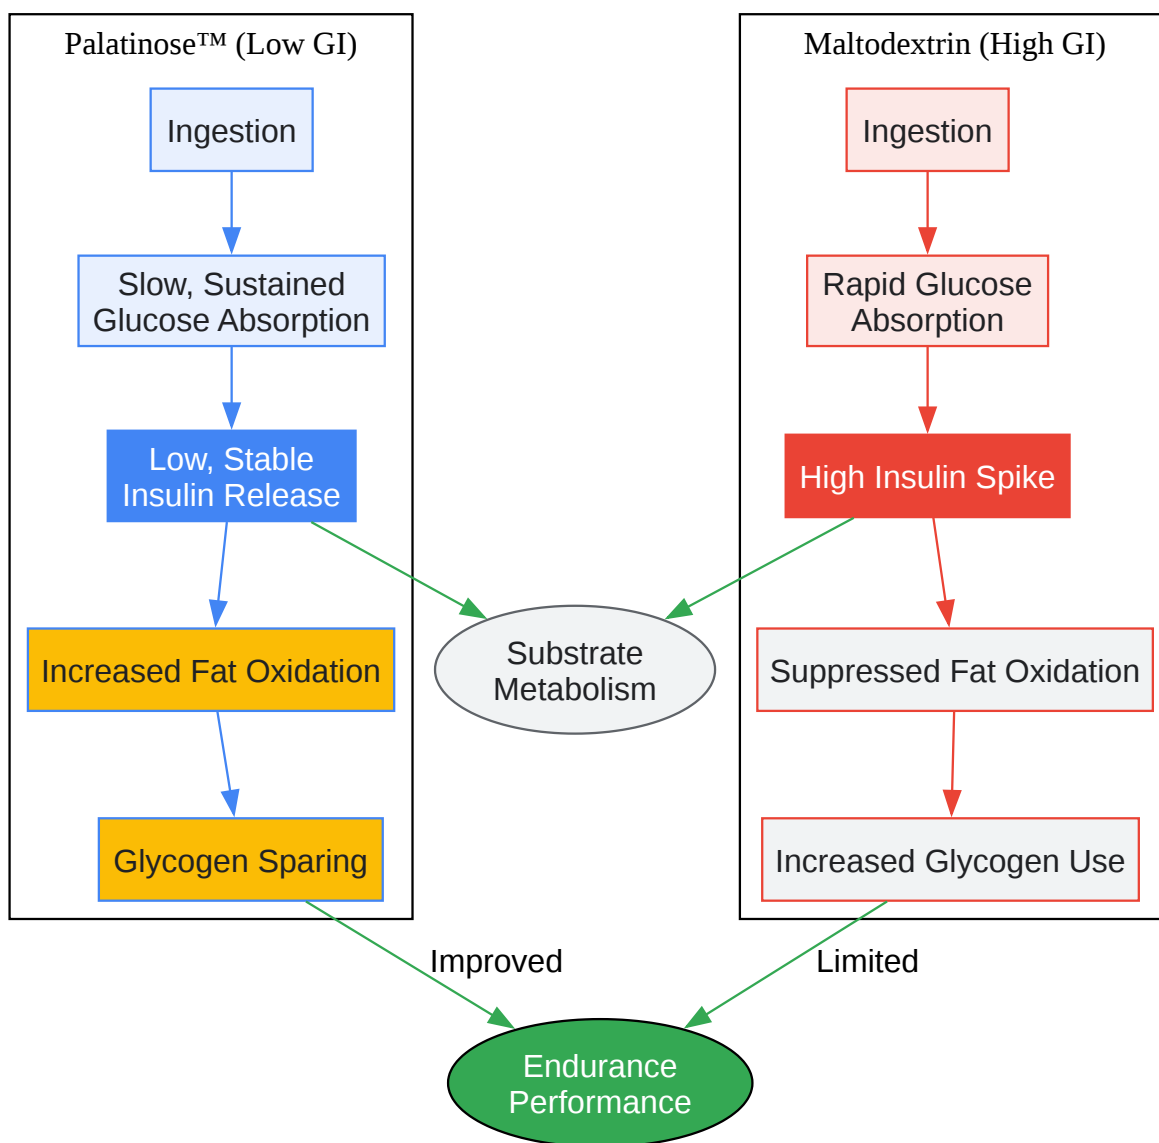 Palatinose™ (Low GI)
Ingestion
Slow, Sustained
Glucose Absorption
Low, Stable
Insulin Release
Increased Fat Oxidation
Glycogen Sparing
Maltodextrin (High GI)
Ingestion
Rapid Glucose
Absorption
High Insulin Spike
Suppressed Fat Oxidation
Increased Glycogen Use
Substrate
Metabolism
Improved
Limited
Endurance
Performance